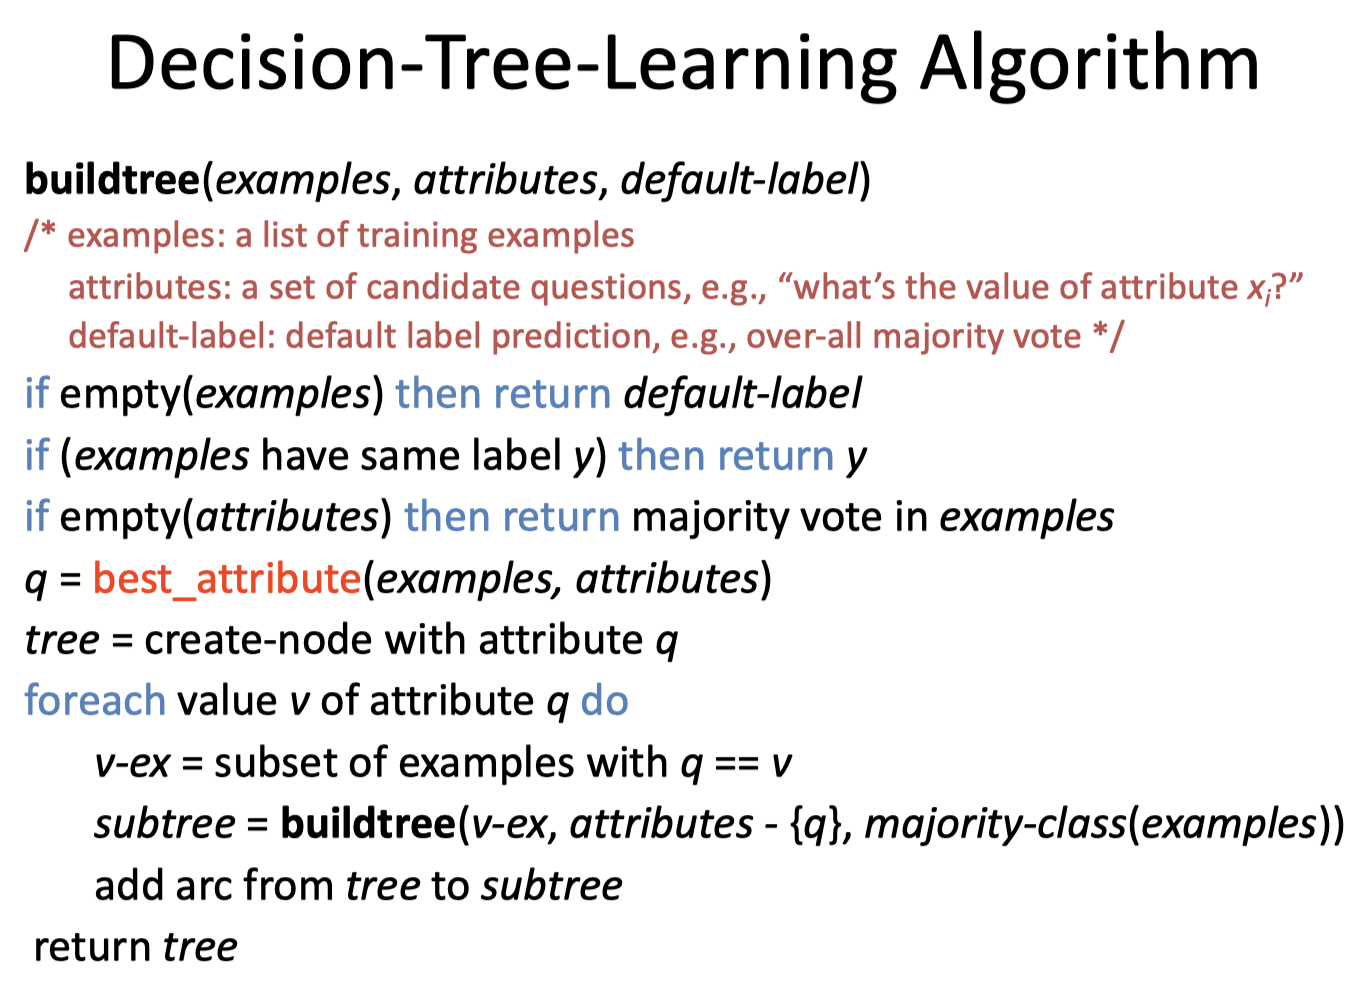 Decision-Tree-Learning Algorithm
buildtree(examples, attributes, default-label)
/* examples: a list of training examples
attributes: a set of candidate questions, e.g., “what’s the value of attribute xᵢ?”
default-label: default label prediction, e.g., over-all majority vote */
if empty(examples) then return default-label
if (examples have same label y) then return y
if empty(attributes) then return majority vote in examples
q = best_attribute(examples, attributes)
tree = create-node with attribute q
foreach value v of attribute q do
v-ex = subset of examples with q == v
subtree = buildtree(v-ex, attributes - {q}, majority-class(examples))
add arc from tree to subtree
return tree